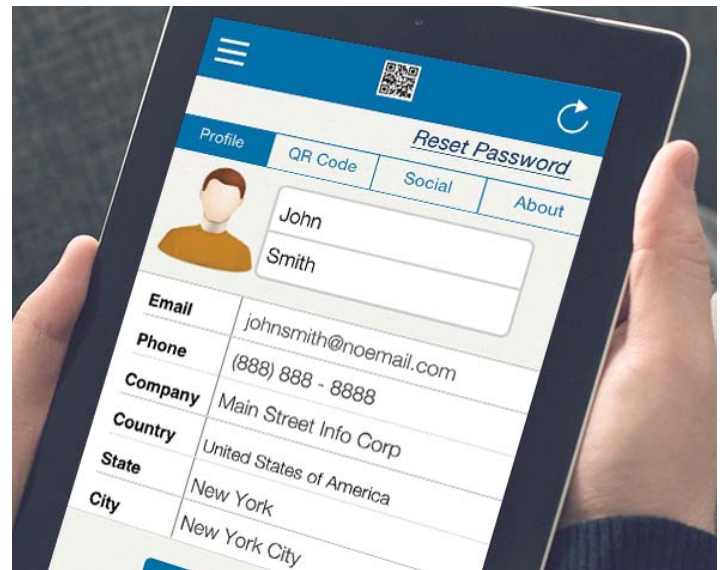 Reset Password
Profile QR Code Social About
John
Smith
Email johnsmith@noemail.com
Phone (888) 888 - 8888
Company Main Street Info Corp
Country United States of America
State New York
City New York City